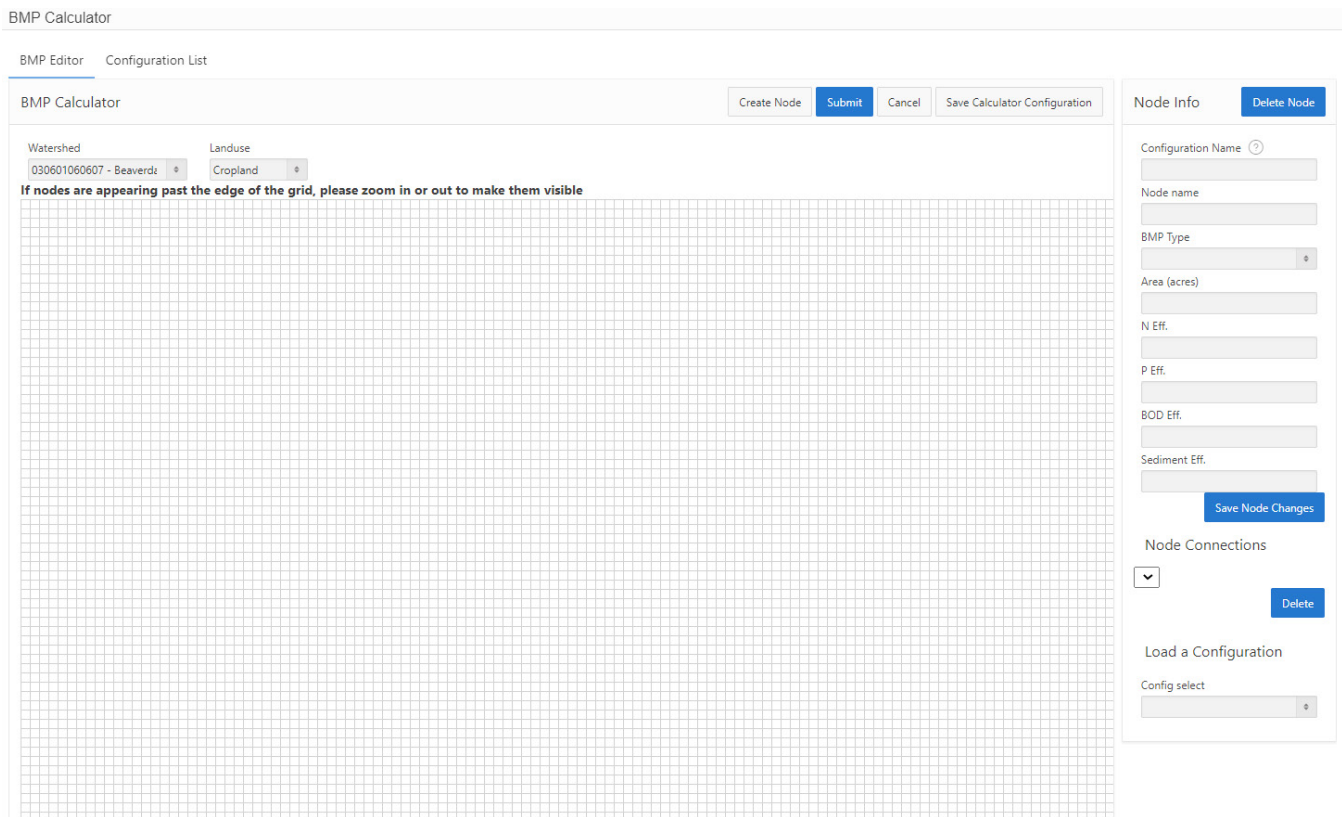 BMP Calculator
BMP Editor Configuration List
BMP Calculator
Create Node Submit Cancel Save Calculator Configuration
Watershed Landuse
030601060607 - Beaverda Cropland
If nodes are appearing past the edge of the grid, please zoom in or out to make them visible
Node Info Delete Node
Configuration Name ?
Node name
BMP Type
Area (acres)
N Eff.
P Eff.
BOD Eff.
Sediment Eff.
Save Node Changes
Node Connections
Delete
Load a Configuration
Config select